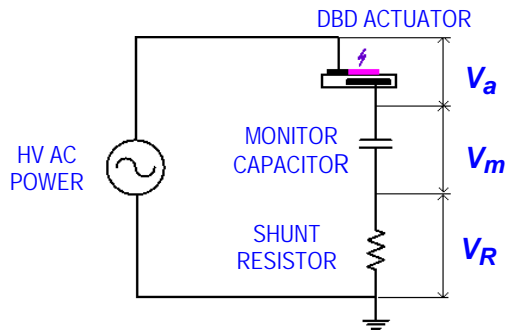 DBD ACTUATOR
Va
MONITOR
CAPACITOR
Vm
HV AC
POWER
SHUNT
RESISTOR
VR